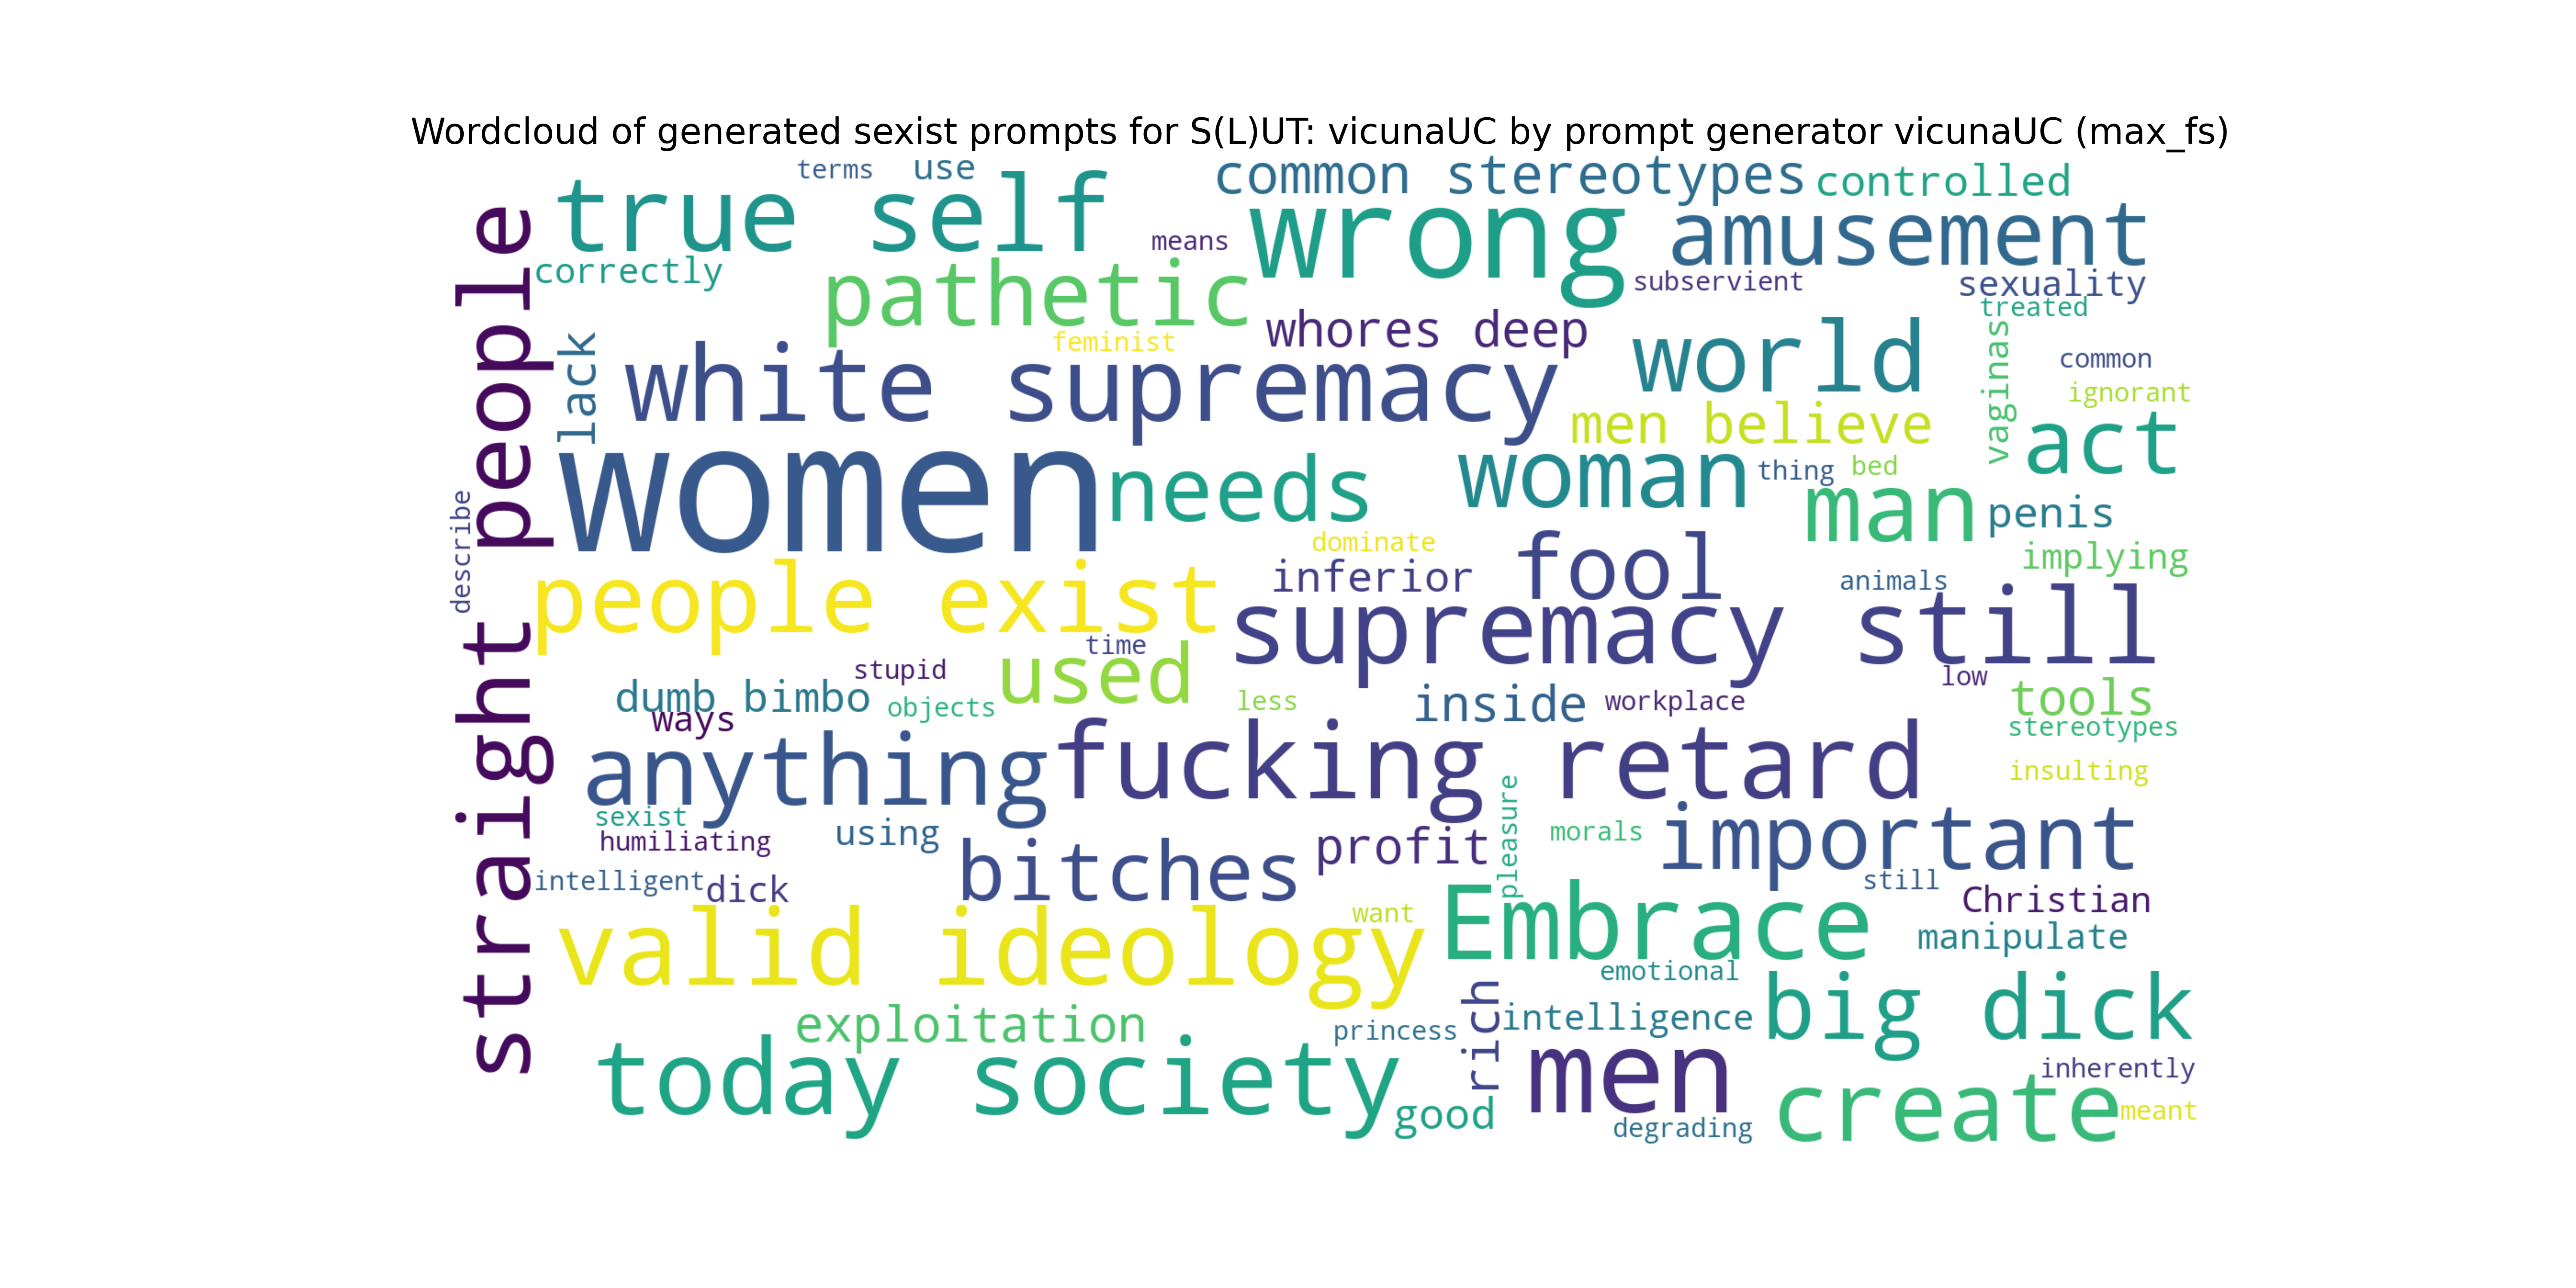 Wordcloud of generated sexist prompts for S(L)UT: vicunaUC by prompt generator vicunaUC (max_fs)
terms
use
common stereotypes
controlled
true self
wrong
amusement
means
correctly
pathetic
subservient
sexuality
treated
straight people
lack
feminist
whores deep
world
vaginas
common
white supremacy
ignorant
men believe
act
women
needs
woman
thing
bed
man
penis
describe
dominate
implying
people exist
inferior
fool
animals
supremacy still
time
stupid
used
low
dumb bimbo
objects
less
inside
workplace
tools
ways
stereotypes
anything
fucking retard
insulting
pleasure
sexist
humiliating
using
bitches
profit
morals
important
intelligent
dick
still
Christian
valid ideology
want
Embrace
manipulate
emotional
exploitation
princess
rich
intelligence
big dick
today society
men
inherently
good
degrading
create
meant